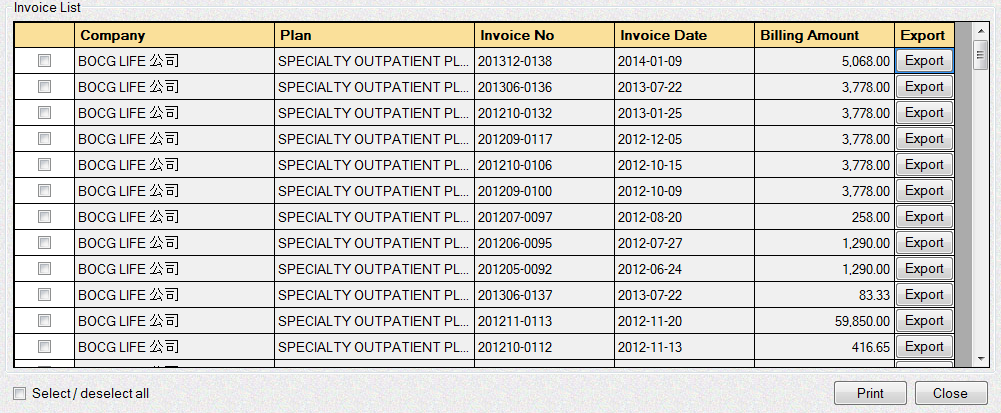 Invoice List
Company Plan Invoice No Invoice Date Billing Amount Export
BOCG LIFE 公司 SPECIALTY OUTPATIENT PL... 201312-0138 2014-01-09 5,068.00 Export
BOCG LIFE 公司 SPECIALTY OUTPATIENT PL... 201306-0136 2013-07-22 3,778.00 Export
BOCG LIFE 公司 SPECIALTY OUTPATIENT PL... 201210-0132 2013-01-25 3,778.00 Export
BOCG LIFE 公司 SPECIALTY OUTPATIENT PL... 201209-0117 2012-12-05 3,778.00 Export
BOCG LIFE 公司 SPECIALTY OUTPATIENT PL... 201210-0106 2012-10-15 3,778.00 Export
BOCG LIFE 公司 SPECIALTY OUTPATIENT PL... 201209-0100 2012-10-09 3,778.00 Export
BOCG LIFE 公司 SPECIALTY OUTPATIENT PL... 201207-0097 2012-08-20 258.00 Export
BOCG LIFE 公司 SPECIALTY OUTPATIENT PL... 201206-0095 2012-07-27 1,290.00 Export
BOCG LIFE 公司 SPECIALTY OUTPATIENT PL... 201205-0092 2012-06-24 1,290.00 Export
BOCG LIFE 公司 SPECIALTY OUTPATIENT PL... 201306-0137 2013-07-22 83.33 Export
BOCG LIFE 公司 SPECIALTY OUTPATIENT PL... 201211-0113 2012-11-20 59,850.00 Export
BOCG LIFE 公司 SPECIALTY OUTPATIENT PL... 201210-0112 2012-11-13 416.65 Export
Select / deselect all Print Close